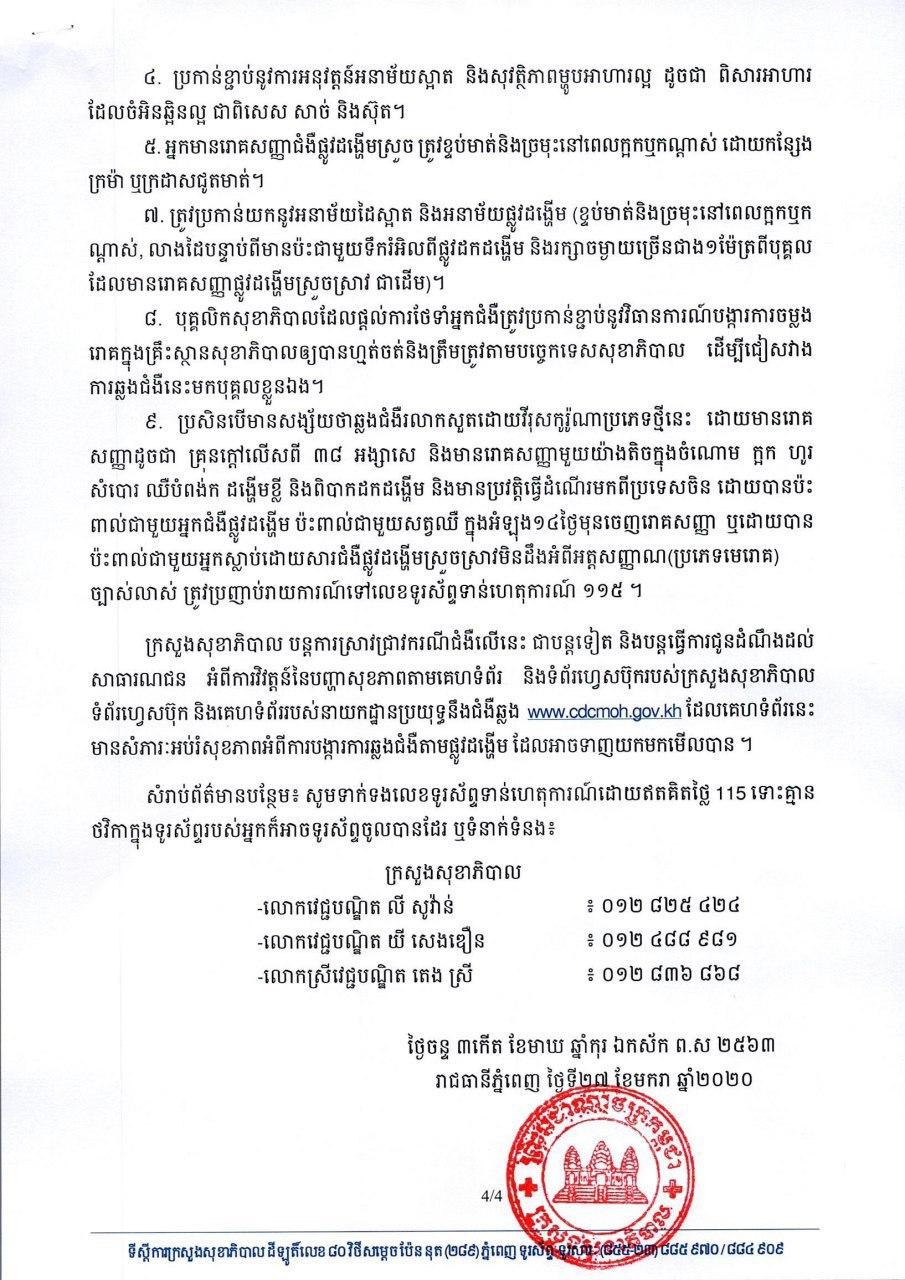 ៤. ប្រកាន់ខ្ជាប់នូវការអនុវត្តន៍អនាម័យស្អាត និងសុវត្ថិភាពម្ហូបអាហារល្អ ដូចជា ពិសារអាហារ
ដែលចំអិនឆ្អិនល្អ ជាពិសេស សាច់ និងស៊ុត។
៥. អ្នកមានរោគសញ្ញាជំងឺផ្លូវដង្ហើមស្រួច ត្រូវខ្ទប់មាត់និងច្រមុះនៅពេលក្អកឬកណ្តាស់ ដោយកន្សែង
ក្រម៉ា ឬក្រដាសជូតមាត់។
៧. ត្រូវប្រកាន់យកនូវអនាម័យដៃស្អាត និងអនាម័យផ្លូវដង្ហើម (ខ្ទប់មាត់និងច្រមុះនៅពេលក្អកឬក
ណ្តាស់, លាងដៃបន្ទាប់ពីមានប៉ះជាមួយទឹករំអិលពីផ្លូវដកដង្ហើម និងរក្សាចម្ងាយច្រើនជាង១ម៉ែត្រពីបុគ្គល
ដែលមានរោគសញ្ញាផ្លូវដង្ហើមស្រួចស្រាវ ជាដើម)។
៨. បុគ្គលិកសុខាភិបាលដែលផ្តល់ការថែទាំអ្នកជំងឺត្រូវប្រកាន់ខ្ជាប់នូវវិធានការណ៍បង្ការការចម្លង
រោគក្នុងគ្រឹះស្ថានសុខាភិបាលឲ្យបានហ្មត់ចត់និងត្រឹមត្រូវតាមបច្ចេកទេសសុខាភិបាល ដើម្បីជៀសវាង
ការឆ្លងជំងឺនេះមកបុគ្គលខ្លួនឯង។
៩. ប្រសិនបើមានសង្ស័យថាឆ្លងជំងឺរលាកសួតដោយវីរុសកូរ៉ូណាប្រភេទថ្មីនេះ ដោយមានរោគ
សញ្ញាដូចជា គ្រុនក្តៅលើសពី ៣៨ អង្សាសេ និងមានរោគសញ្ញាមួយយ៉ាងតិចក្នុងចំណោម ក្អក ហៀរ
សំបោរ ឈឺបំពង់ក ដង្ហើមខ្លី និងពិបាកដកដង្ហើម និងមានប្រវត្តិធ្វើដំណើរមកពីប្រទេសចិន ដោយបានប៉ះ
ពាល់ជាមួយអ្នកជំងឺផ្លូវដង្ហើម ប៉ះពាល់ជាមួយសត្វឈឺ ក្នុងអំឡុង១៤ថ្ងៃមុនចេញរោគសញ្ញា ឬដោយបាន
ប៉ះពាល់ជាមួយអ្នកស្លាប់ដោយសារជំងឺផ្លូវដង្ហើមស្រួចស្រាវមិនដឹងអំពីអត្តសញ្ញាណ(ប្រភេទមេរោគ)
ច្បាស់លាស់ ត្រូវប្រញាប់រាយការណ៍ទៅលេខទូរស័ព្ទទាន់ហេតុការណ៍ ១១៥ ។
ក្រសួងសុខាភិបាល បន្តការស្រាវជ្រាវករណីជំងឺលើនេះ ជាបន្តទៀត និងបន្តធ្វើការជូនដំណឹងដល់
សាធារណជន អំពីការវិវត្តន៍នៃបញ្ហាសុខភាពតាមគេហទំព័រ និងទំព័រហ្វេសប៊ុករបស់ក្រសួងសុខាភិបាល
ទំព័រហ្វេសប៊ុក និងគេហទំព័ររបស់នាយកដ្ឋានប្រយុទ្ធនឹងជំងឺឆ្លង www.cdcmoh.gov.kh ដែលគេហទំព័រនេះ
មានសំភារៈអប់រំសុខភាពអំពីការបង្ការការឆ្លងជំងឺតាមផ្លូវដង្ហើម ដែលអាចទាញយកមកមើលបាន ។
សំរាប់ព័ត៌មានបន្ថែម៖ សូមទាក់ទងលេខទូរស័ព្ទទាន់ហេតុការណ៍ដោយឥតគិតថ្លៃ 115 ទោះគ្មាន
ថវិកាក្នុងទូរស័ព្ទរបស់អ្នកក៏អាចទូរស័ព្ទចូលបានដែរ ឬទំនាក់ទំនង៖
ក្រសួងសុខាភិបាល
-លោកវេជ្ជបណ្ឌិត លី សូវ៉ាន់ ៖ ០១២ ៨២៥ ៤២៤
-លោកវេជ្ជបណ្ឌិត យី សេងឌឿន ៖ ០១២ ៤៨៨ ៩៨១
-លោកស្រីវេជ្ជបណ្ឌិត តេង ស្រី ៖ ០១២ ៨៣៦ ៨៦៨
ថ្ងៃចន្ទ ៣កើត ខែមាឃ ឆ្នាំកុរ ឯកស័ក ព.ស ២៥៦៣
រាជធានីភ្នំពេញ ថ្ងៃទី២៧ ខែមករា ឆ្នាំ២០២០
ព្រះរាជាណាចក្រកម្ពុជា
ក្រសួងសុខាភិបាល
4/4
ទីស្តីការក្រសួងសុខាភិបាល ដីឡូត៍លេខ ៨០ វិថីសម្តេចប៉ែន នុត (២៨៩) ភ្នំពេញ ទូរស័ព្ទ-ទូរសារ: (៨៥៥-២៣) ៨៨៥ ៩៧០ / ៨៨៤ ៩០៩